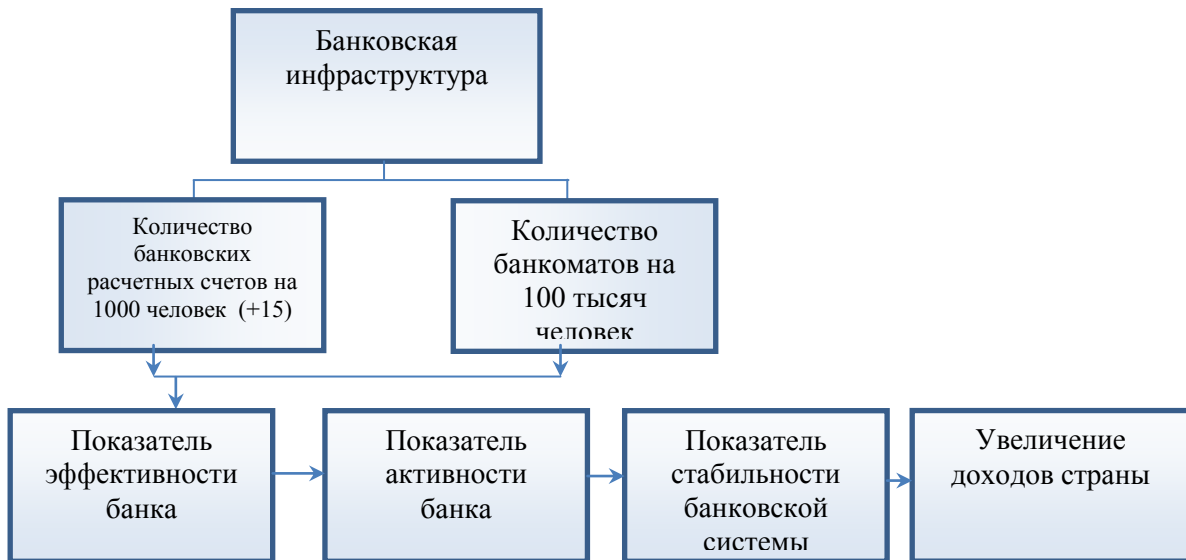 Банковская
инфраструктура
Количество
банковских
расчетных счетов на
1000 человек (+15)
Количество
банкоматов на
100 тысяч
человек
Показатель
эффективности
банка
Показатель
активности
банка
Показатель
стабильности
банковской
системы
Увеличение
доходов страны